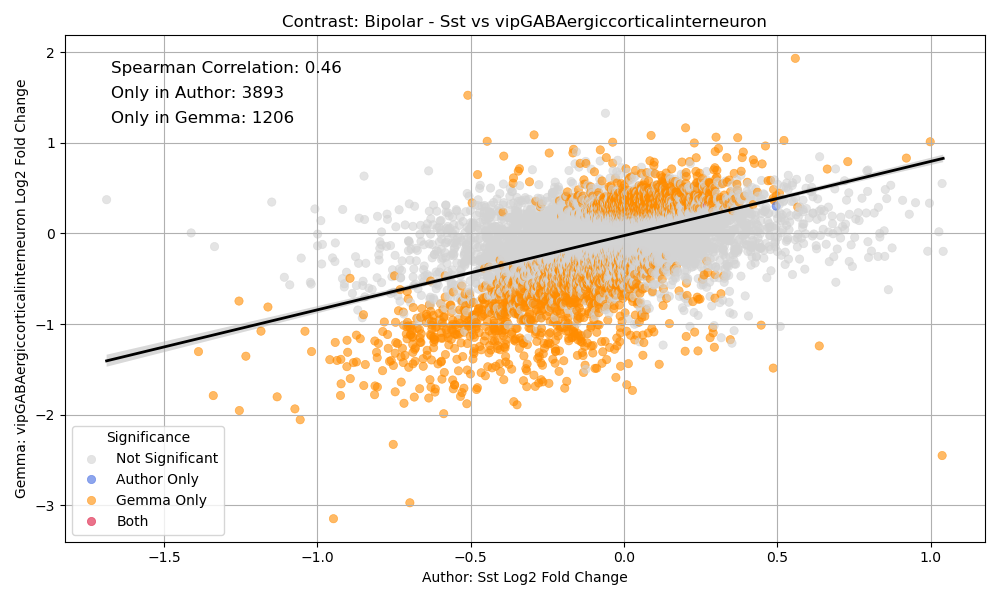 Contrast: Bipolar - Sst vs vipGABAergiccorticalinterneuron
Spearman Correlation: 0.46
Only in Author: 3893
Only in Gemma: 1206
2
1
0
−1
−2
−3
Gemma: vipGABAergiccorticalinterneuron Log2 Fold Change
Significance
Not Significant
Author Only
Gemma Only
Both
−1.5
−1.0
−0.5
0.0
0.5
1.0
Author: Sst Log2 Fold Change